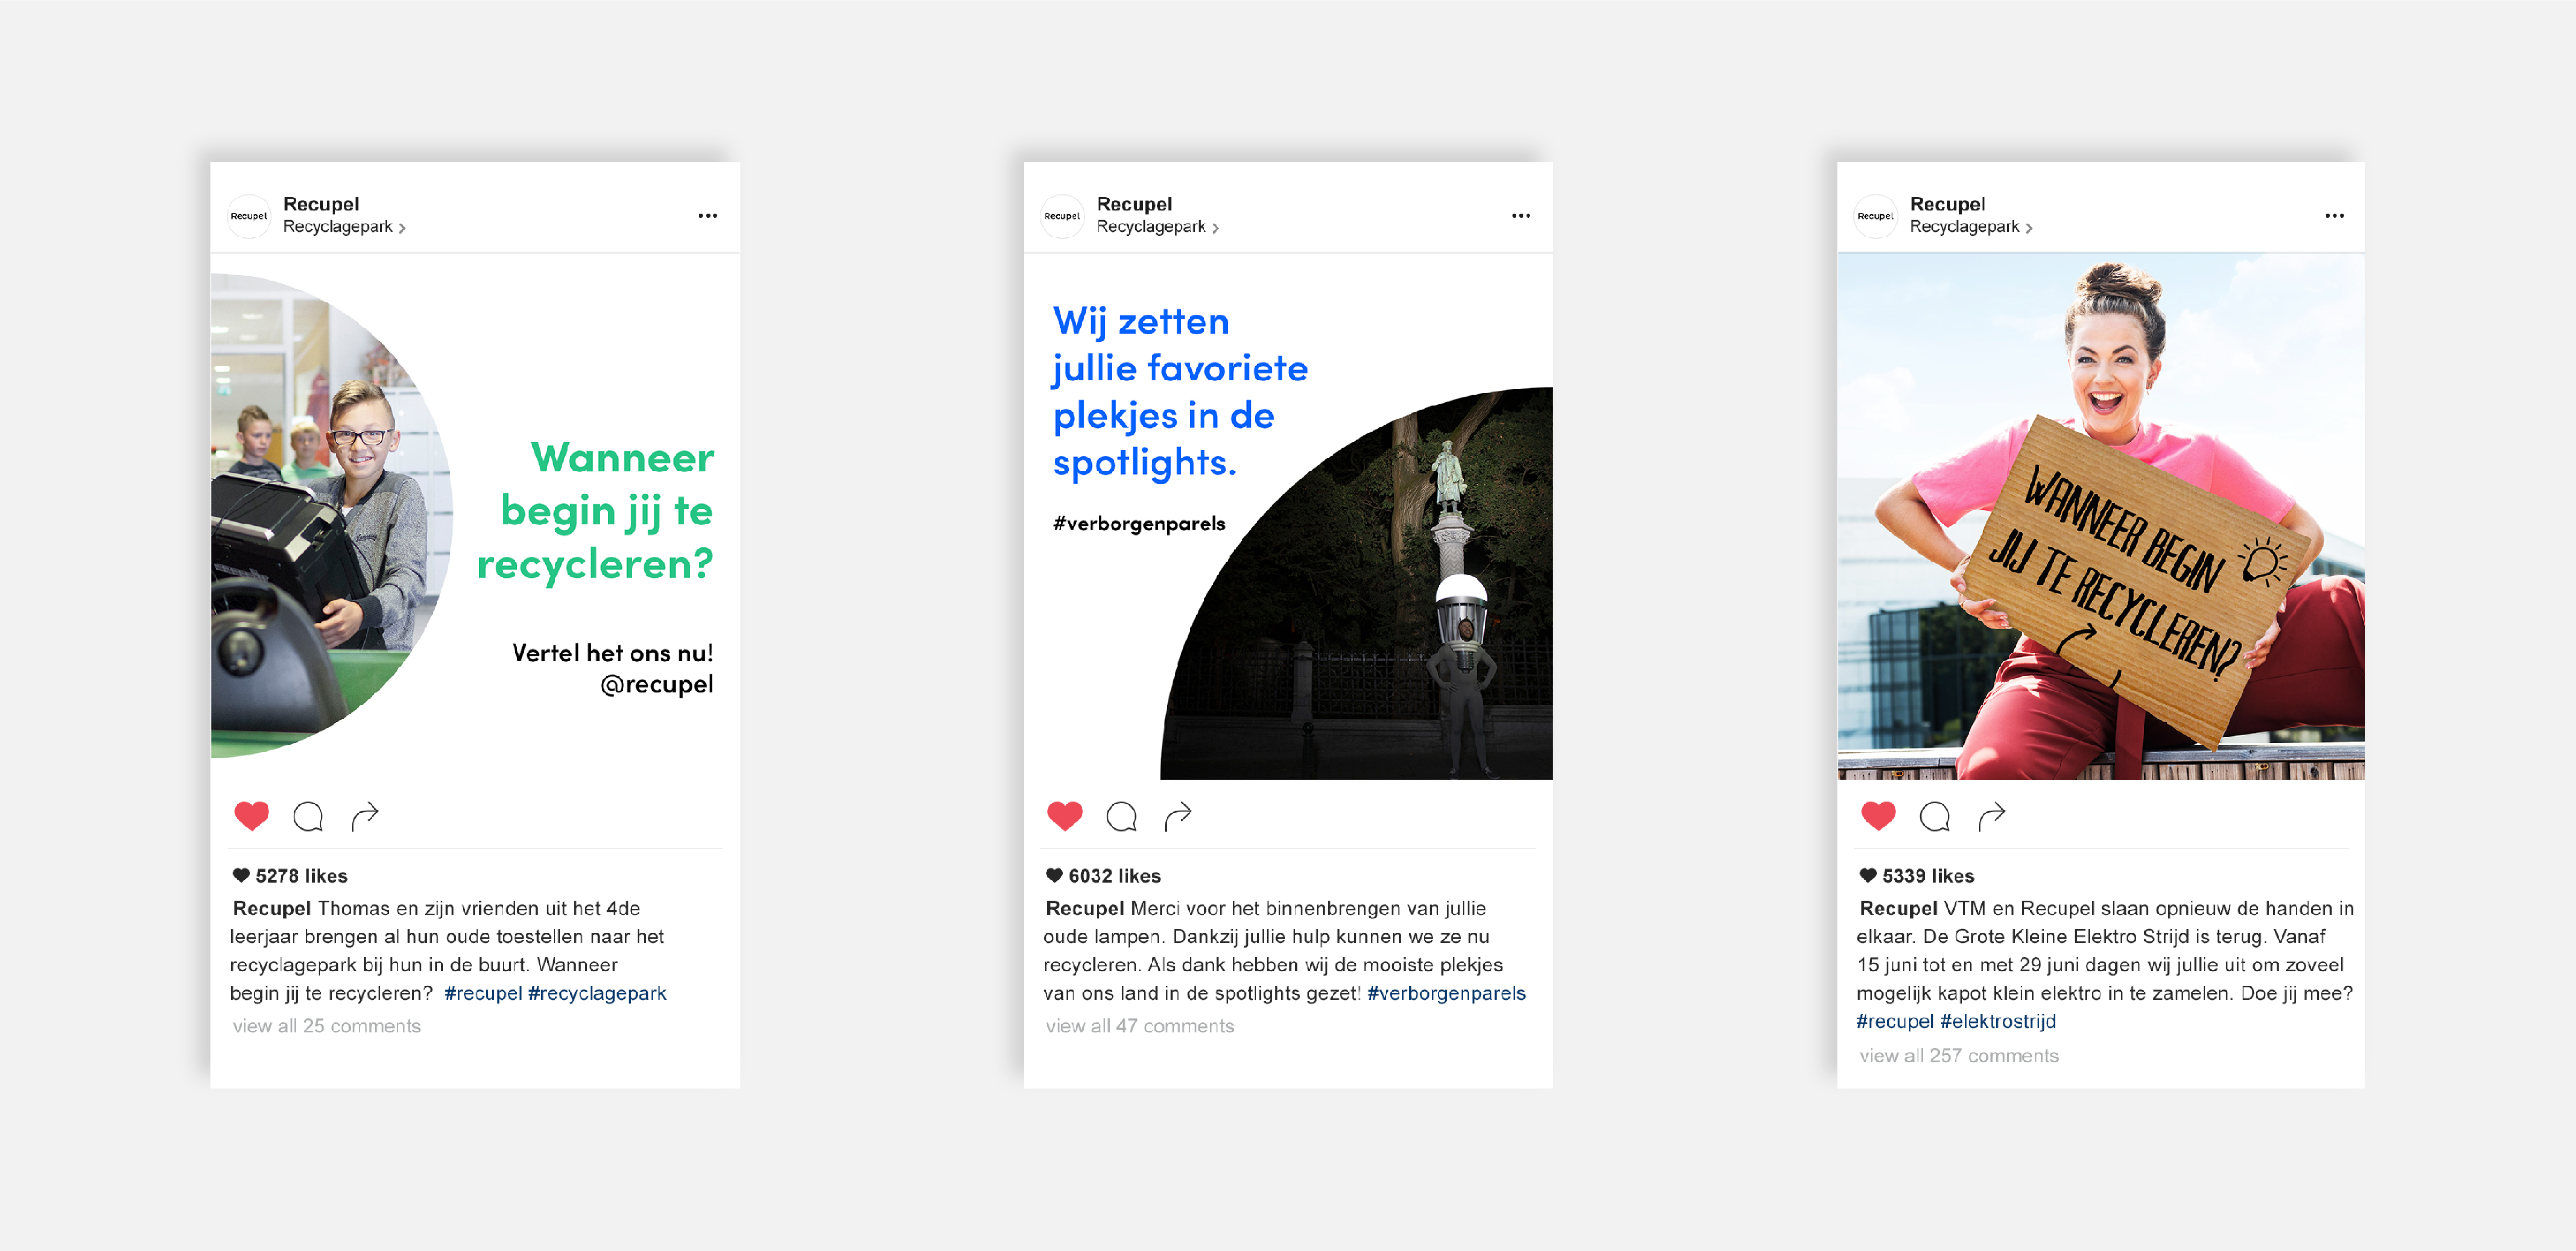 Recupel
Recupel
Recyclagepark
Wanneer
begin jij te
recycleren?
Vertel het ons nu!
@recupel
5278 likes
Recupel Thomas en zijn vrienden uit het 4de
leerjaar brengen al hun oude toestellen naar het
recyclagepark bij hun in de buurt. Wanneer
begin jij te recycleren? #recupel #recyclagepark
view all 25 comments
Recupel
Recupel
Recyclagepark
Wij zetten
jullie favoriete
plekjes in de
spotlights.
#verborgenparels
6032 likes
Recupel Merci voor het binnenbrengen van jullie
oude lampen. Dankzij jullie hulp kunnen we ze nu
recycleren. Als dank hebben wij de mooiste plekjes
van ons land in de spotlights gezet! #verborgenparels
view all 47 comments
Recupel
Recupel
Recyclagepark
WANNEER BEGIN
JIJ TE RECYCLEREN?
5339 likes
Recupel VTM en Recupel slaan opnieuw de handen in
elkaar. De Grote Kleine Elektro Strijd is terug. Vanaf
15 juni tot en met 29 juni dagen wij jullie uit om zoveel
mogelijk kapot klein elektro in te zamelen. Doe jij mee?
#recupel #elektrostrijd
view all 257 comments